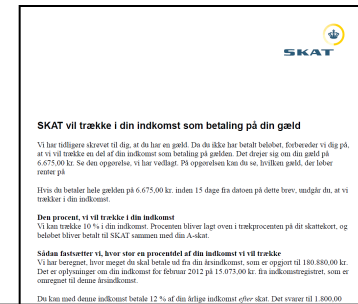 SKAT
SKAT vil trække i din indkomst som betaling på din gæld
Vi har tidligere skrevet til dig, at du har en gæld. Da du ikke har betalt beløbet, forbereder vi dig på,
at vi vil trække en del af din indkomst som betaling på gælden. Det drejer sig om din gæld på
6.675,00 kr. Se den opgørelse, vi har vedlagt. På opgørelsen kan du se, hvilken gæld, der løber
renter på
Hvis du betaler hele gælden på 6.675,00 kr. inden 15 dage fra datoen på dette brev, undgår du, at vi
trækker i din indkomst.
Den procent, vi vil trække i din indkomst
Vi kan trække 10 % i din indkomst. Procenten bliver lagt oven i trækprocenten på dit skattekort, og
beløbet bliver betalt til SKAT sammen med din A-skat.
Sådan fastsætter vi, hvor stor en procentdel af din indkomst vi vil trække
Vi har beregnet, hvor meget du skal betale ud fra din årsindkomst, som er opgjort til 180.880,00 kr.
Det er oplysninger om din indkomst for februar 2012 på 15.073,00 kr. fra indkomstregistret, som er
omregnet til denne årsindkomst.
Du kan med denne indkomst betale 12 % af din årlige indkomst efter skat. Det svarer til 1.800,00